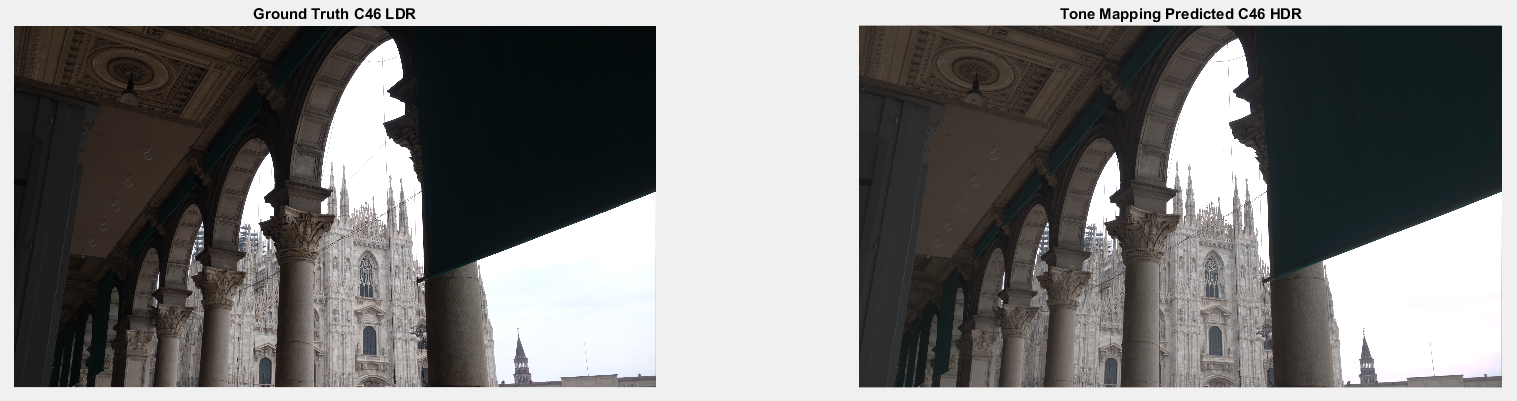 Ground Truth C46 LDR
Tone Mapping Predicted C46 HDR